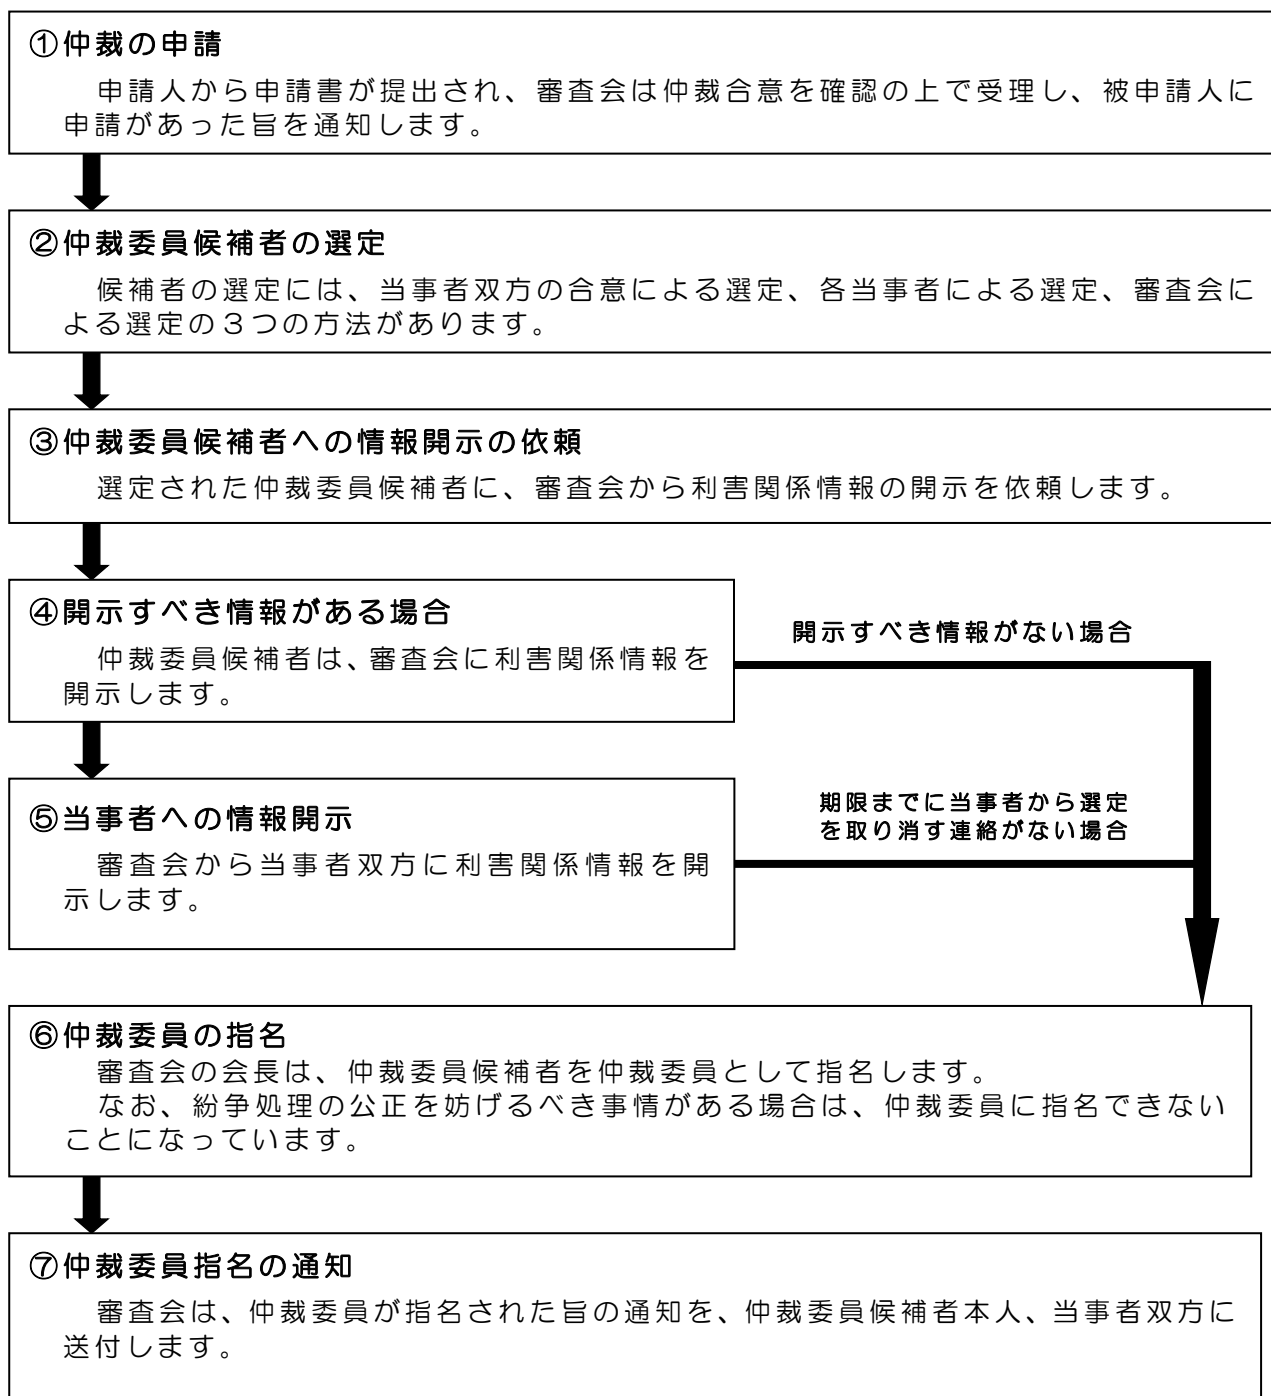 ①仲裁の申請
申請人から申請書が提出され、審査会は仲裁合意を確認の上で受理し、被申請人に
申請があった旨を通知します。
②仲裁委員候補者の選定
候補者の選定には、当事者双方の合意による選定、各当事者による選定、審査会に
よる選定の３つの方法があります。
③仲裁委員候補者への情報開示の依頼
選定された仲裁委員候補者に、審査会から利害関係情報の開示を依頼します。
④開示すべき情報がある場合
仲裁委員候補者は、審査会に利害関係情報を
開示します。
開示すべき情報がない場合
⑤当事者への情報開示
審査会から当事者双方に利害関係情報を開
示します。
期限までに当事者から選定
を取り消す連絡がない場合
⑥仲裁委員の指名
審査会の会長は、仲裁委員候補者を仲裁委員として指名します。
なお、紛争処理の公正を妨げるべき事情がある場合は、仲裁委員に指名できない
ことになっています。
⑦仲裁委員指名の通知
審査会は、仲裁委員が指名された旨の通知を、仲裁委員候補者本人、当事者双方に
送付します。